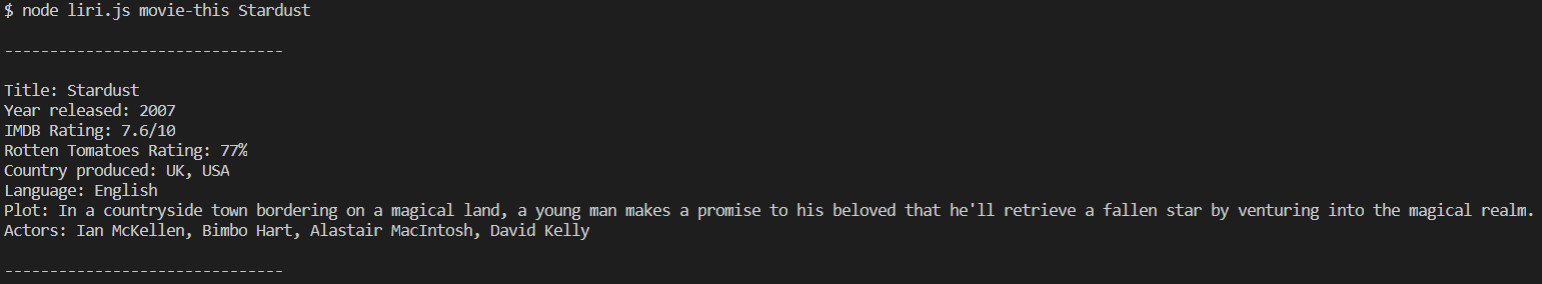 $ node liri.js movie-this Stardust
-------------------------------
Title: Stardust
Year released: 2007
IMDB Rating: 7.6/10
Rotten Tomatoes Rating: 77%
Country produced: UK, USA
Language: English
Plot: In a countryside town bordering on a magical land, a young man makes a promise to his beloved that he'll retrieve a fallen star by venturing into the magical realm.
Actors: Ian McKellen, Bimbo Hart, Alastair MacIntosh, David Kelly
-------------------------------